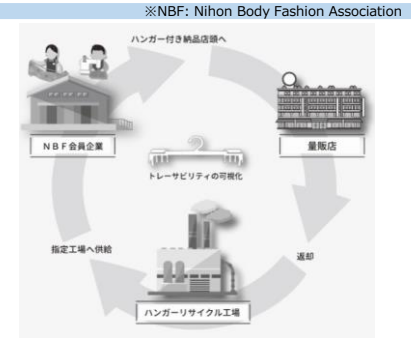 ※NBF: Nihon Body Fashion Association
ハンガー付き納品店頭へ
NBF会員企業
量販店
トレーサビリティの可視化
指定工場へ供給
返却
ハンガーリサイクル工場